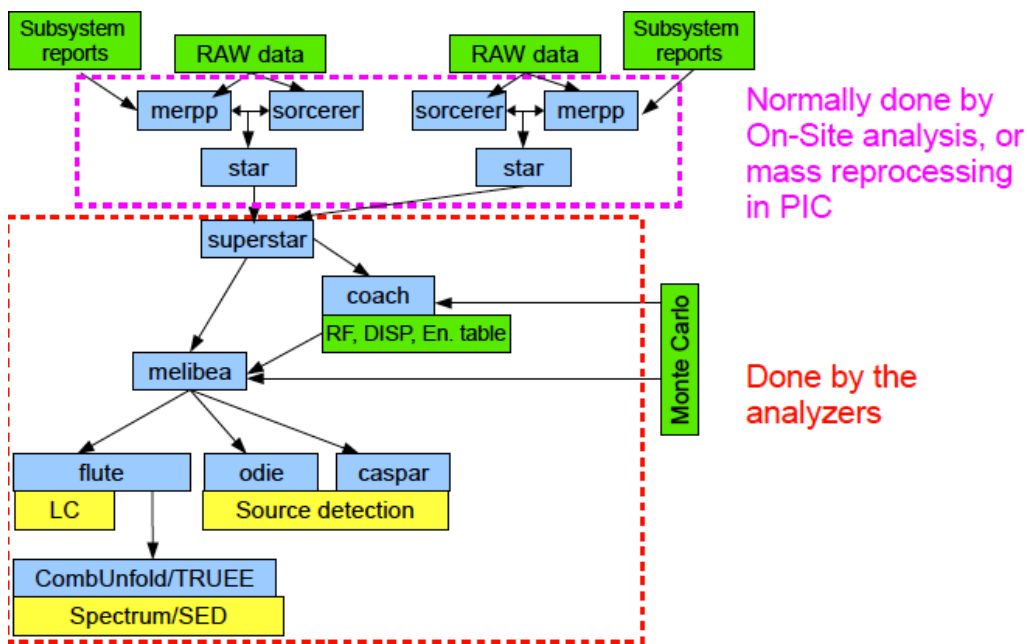 Subsystem
reports
RAW data
RAW data
Subsystem
reports
merpp
sorcerer
sorcerer
merpp
star
star
Normally done by
On-Site analysis, or
mass reprocessing
in PIC
superstar
coach
RF, DISP, En. table
Monte Carlo
melibea
Done by the
analyzers
flute
odie
caspar
LC
Source detection
CombUnfold/TRUEE
Spectrum/SED